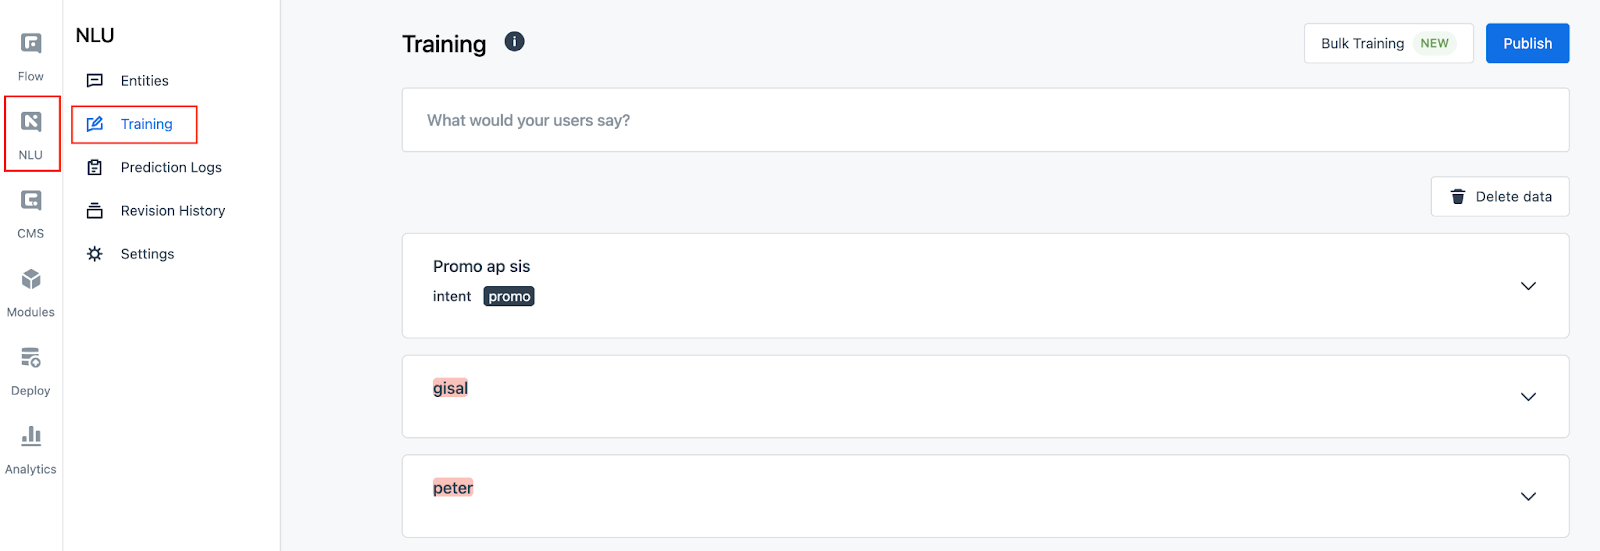 Flow
NLU
CMS
Modules
Deploy
Analytics
NLU
Entities
Training
Prediction Logs
Revision History
Settings
Training i
Bulk Training NEW
Publish
What would your users say?
Delete data
Promo ap sis
intent promo
gisal
peter